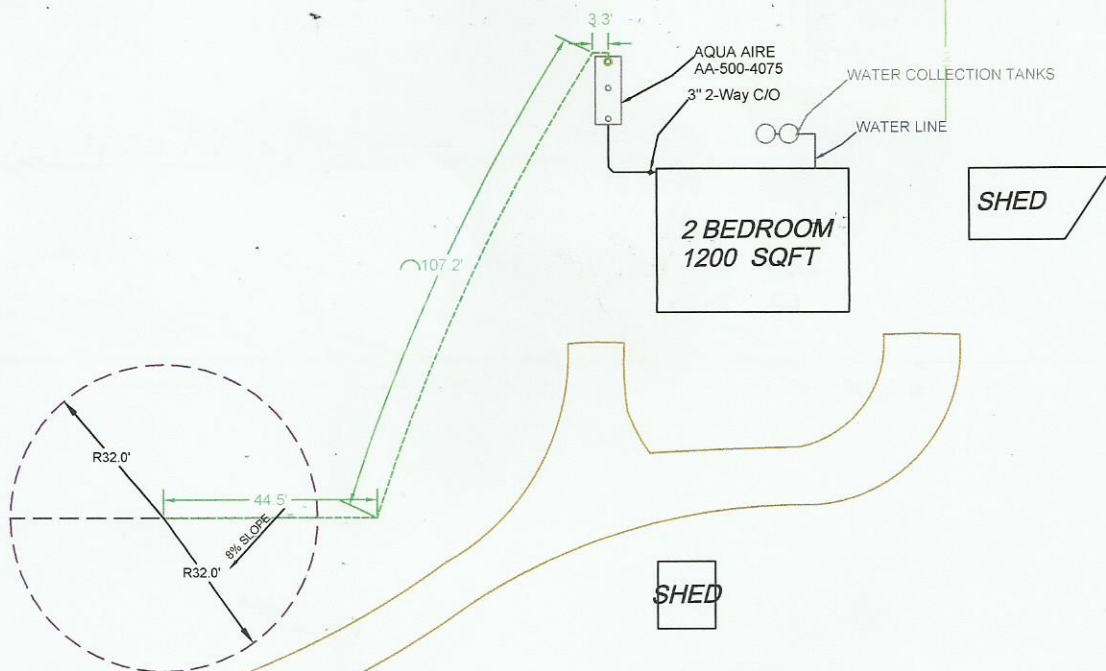 3.3'
AQUA AIRE
AA-500-4075
3" 2-Way C/O
WATER COLLECTION TANKS
WATER LINE
SHED
2 BEDROOM
1200 SQFT
107.2'
R32.0'
44.5'
8% SLOPE
R32.0'
SHED